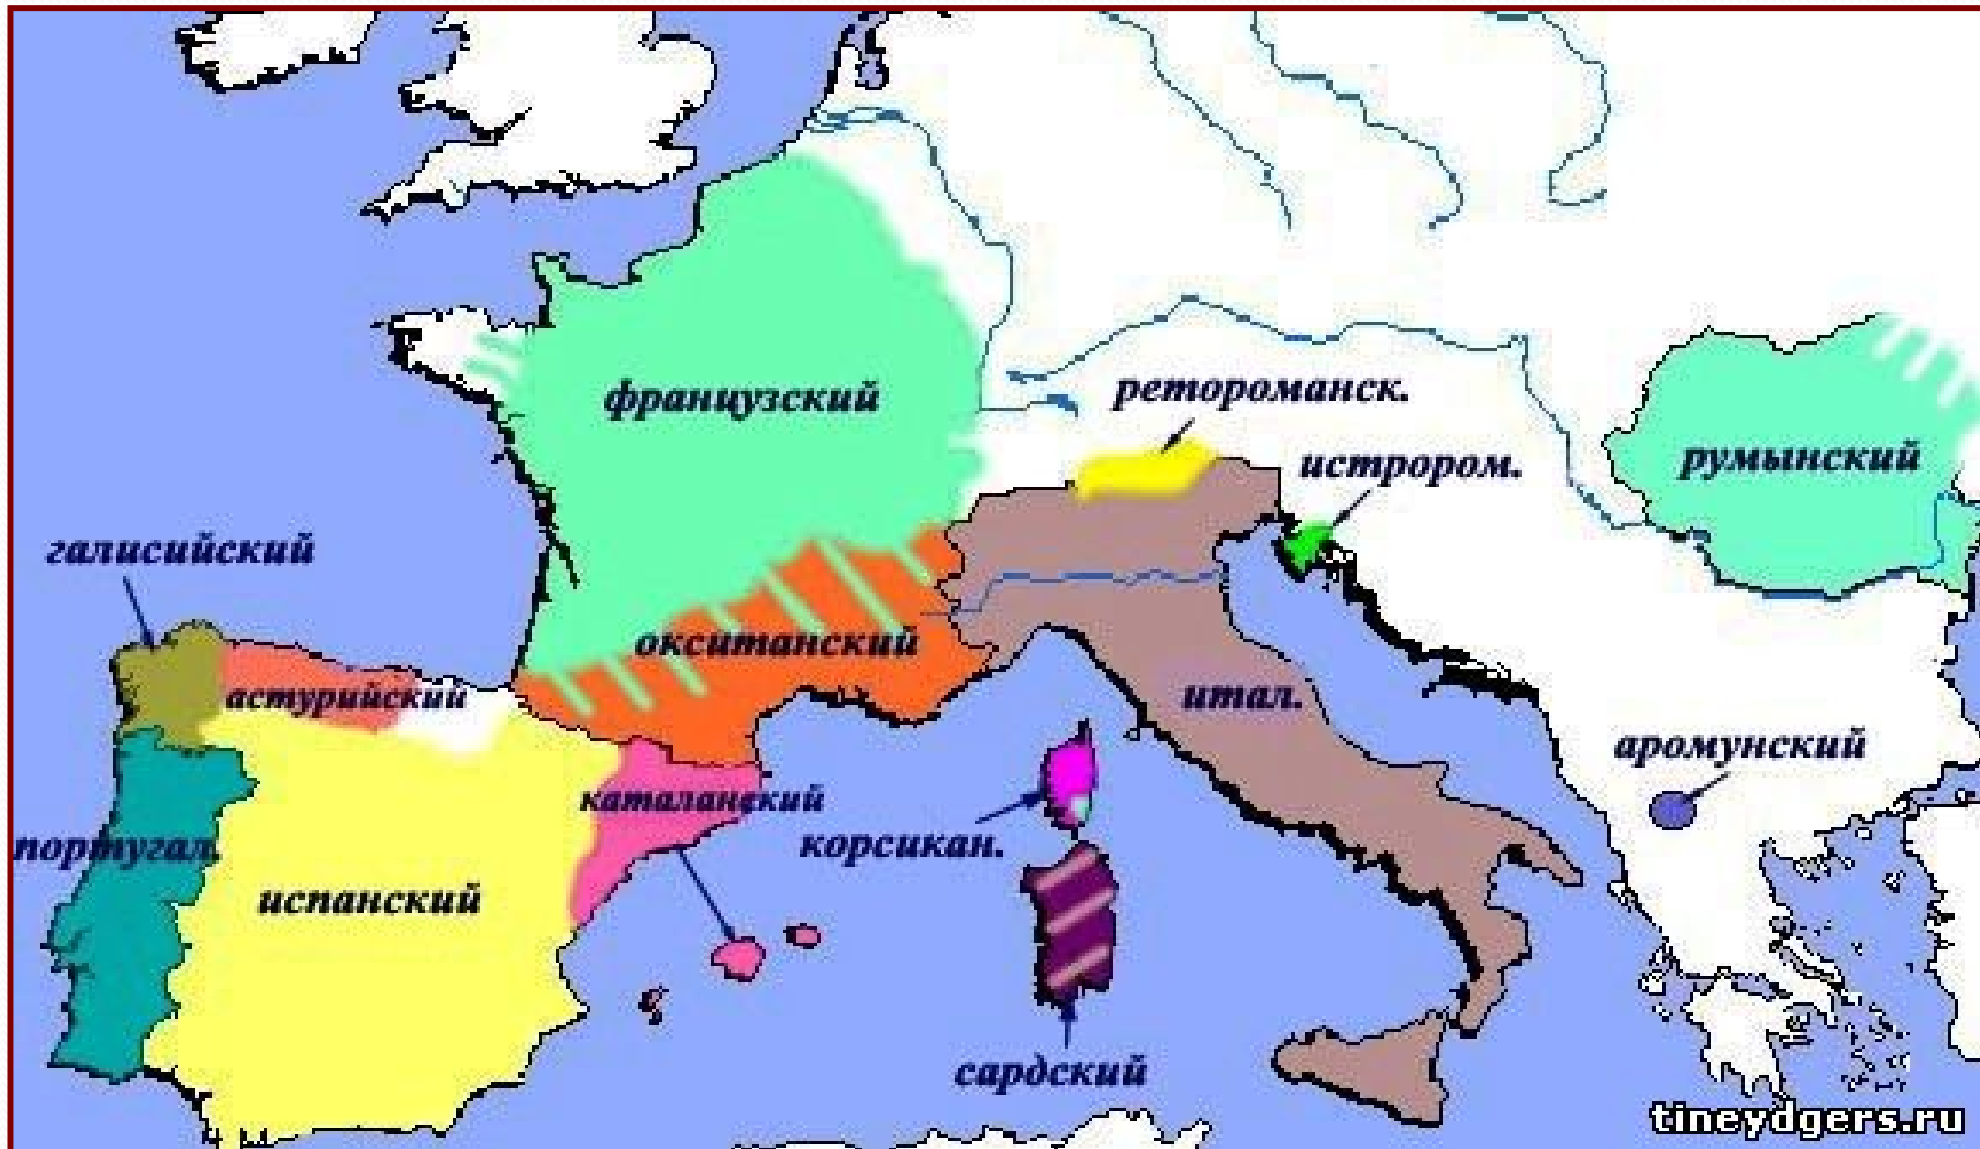 французский
ретороманск.
истрором.
румынский
галисийский
окситанский
астурийский
итал.
аромунский
каталанский
португал.
корсикан.
испанский
сардский
tineydgers.ru